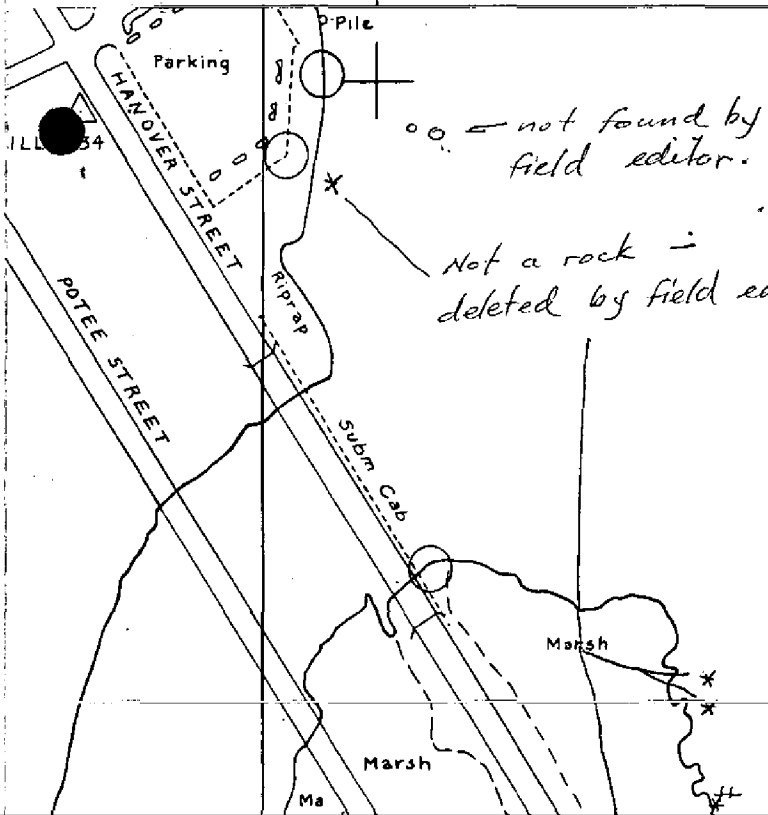 Pile
Parking
HANOVER STREET
not found by
field editor.
Not a rock
deleted by field
Riprap
POTEE STREET
Subm Cab
Marsh
Marsh
Ma